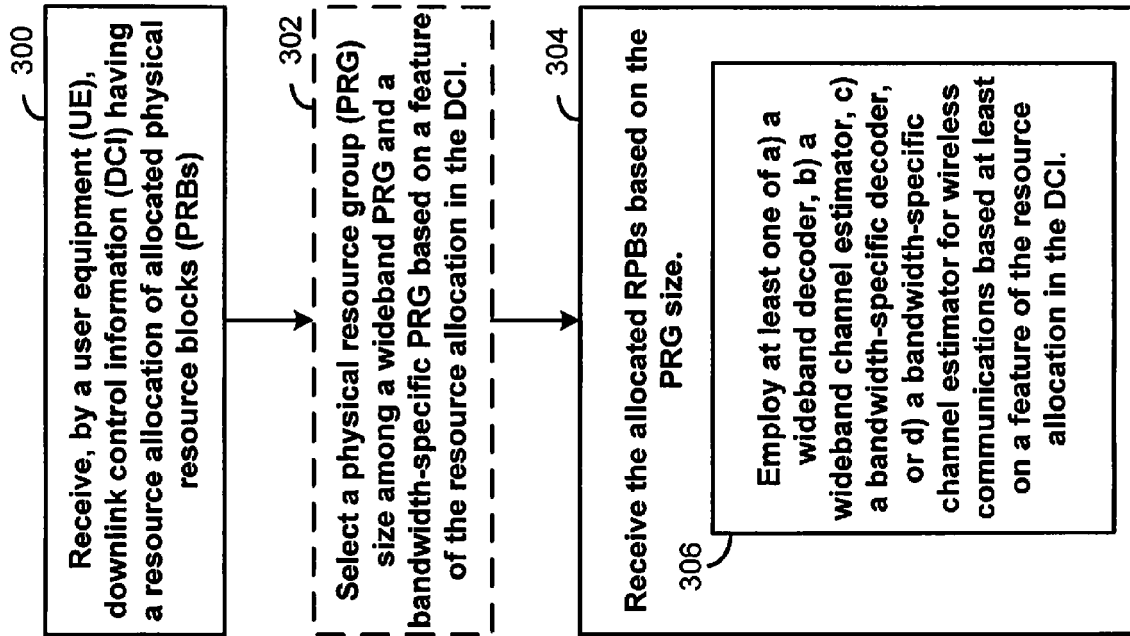 300
Receive, by a user equipment (UE),
downlink control information (DCI) having
a resource allocation of allocated physical
resource blocks (PRBs)
302
Select a physical resource group (PRG)
size among a wideband PRG and a
bandwidth-specific PRG based on a feature
of the resource allocation in the DCI.
304
Receive the allocated RPBs based on the
PRG size.
306
Employ at least one of a) a
wideband decoder, b) a
wideband channel estimator, c)
a bandwidth-specific decoder,
or d) a bandwidth-specific
channel estimator for wireless
communications based at least
on a feature of the resource
allocation in the DCI.